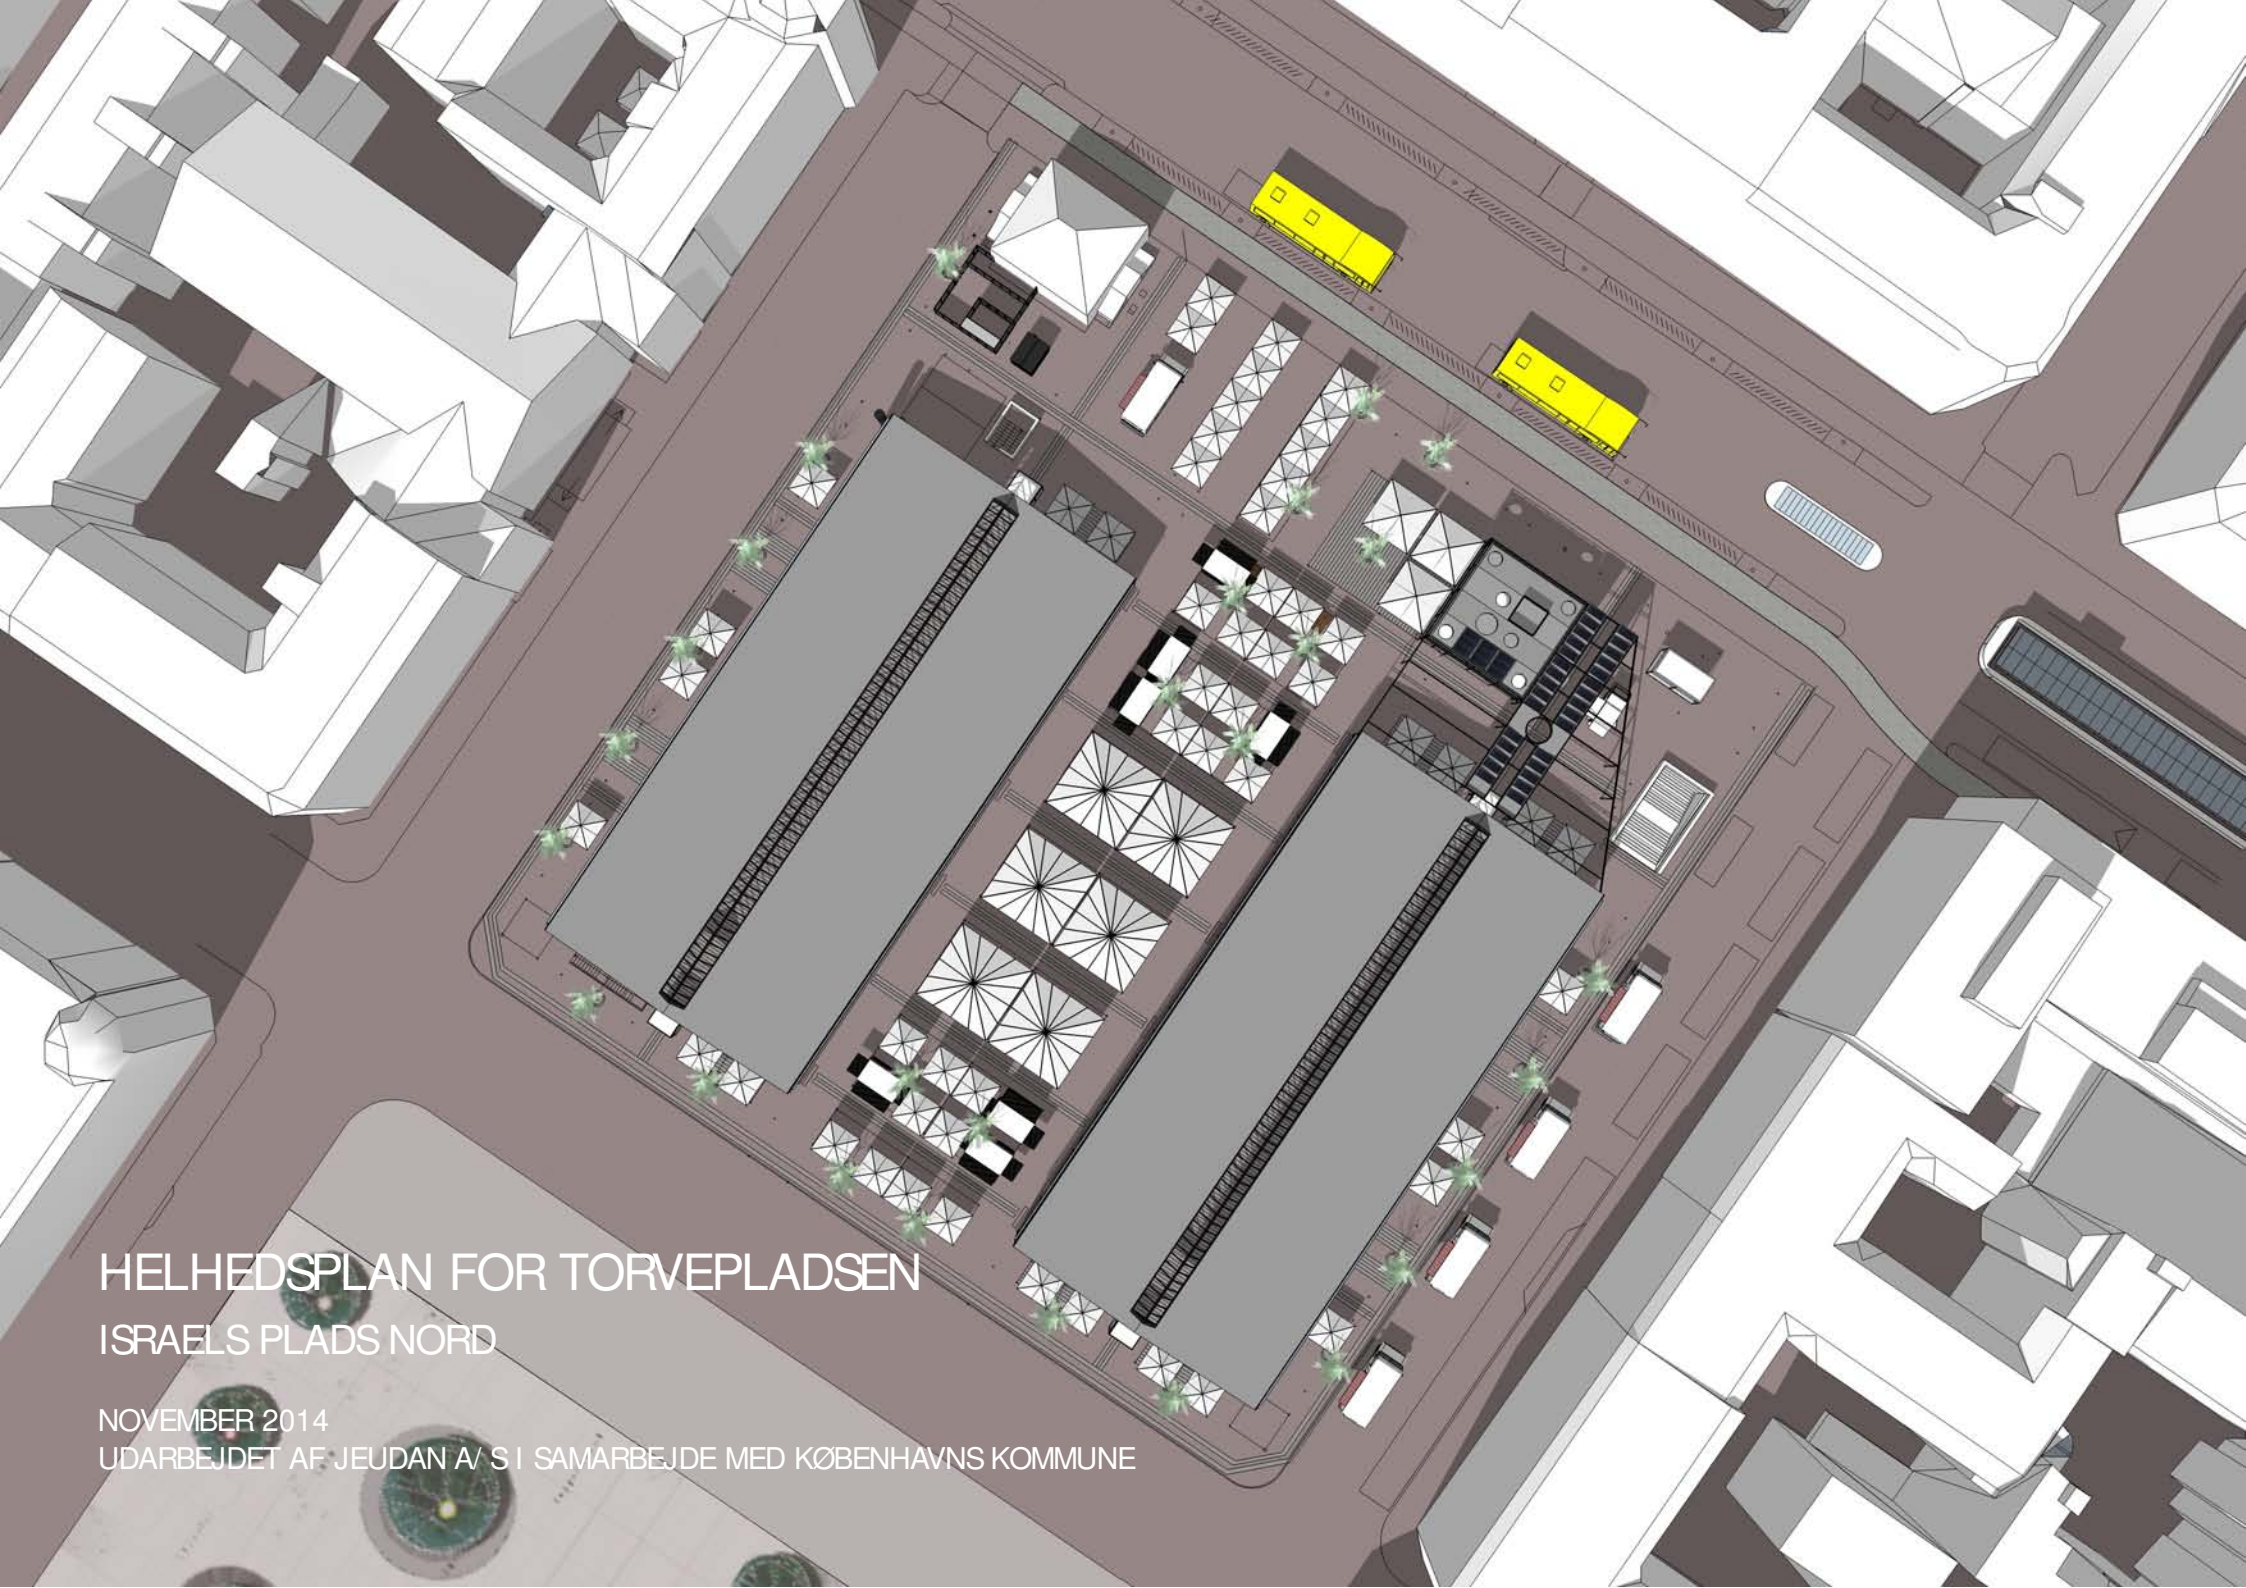 HELHEDSPLAN FOR TORVEPLADSEN
ISRAELS PLADS NORD
NOVEMBER 2014
UDARBEJDET AF JEUDAN A/S I SAMARBEJDE MED KØBENHAVNS KOMMUNE